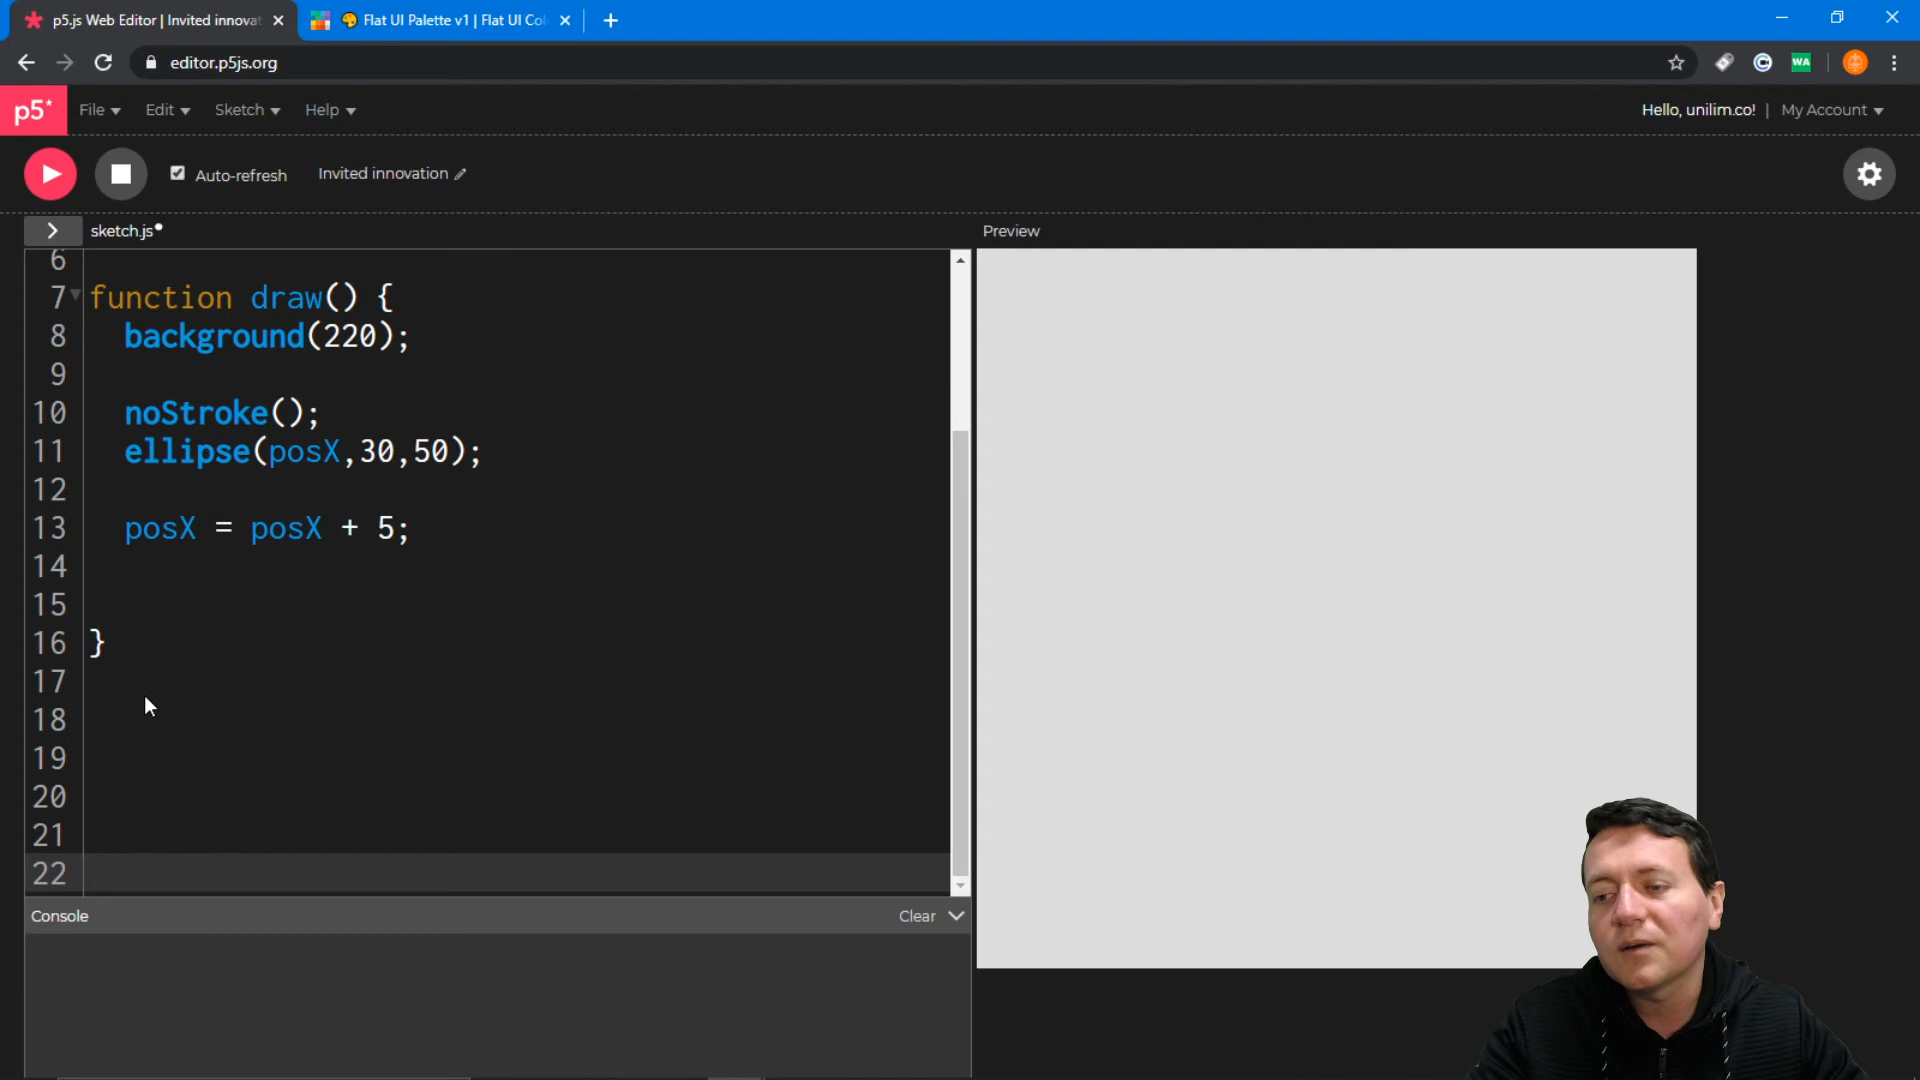 p5.js Web Editor | Invited innova
Flat UI Palette v1 | Flat UI Col
editor.p5js.org
WA
p5*
File
Edit
Sketch
Help
Hello, unilim.co! | My Account
Auto-refresh
Invited innovation
sketch.js
Preview
6
7 function draw() {
8 background(220);
9
10 noStroke();
11 ellipse(posX,30,50);
12
13 posX = posX + 5;
14
15
16 }
17
18
19
20
21
22
Console
Clear